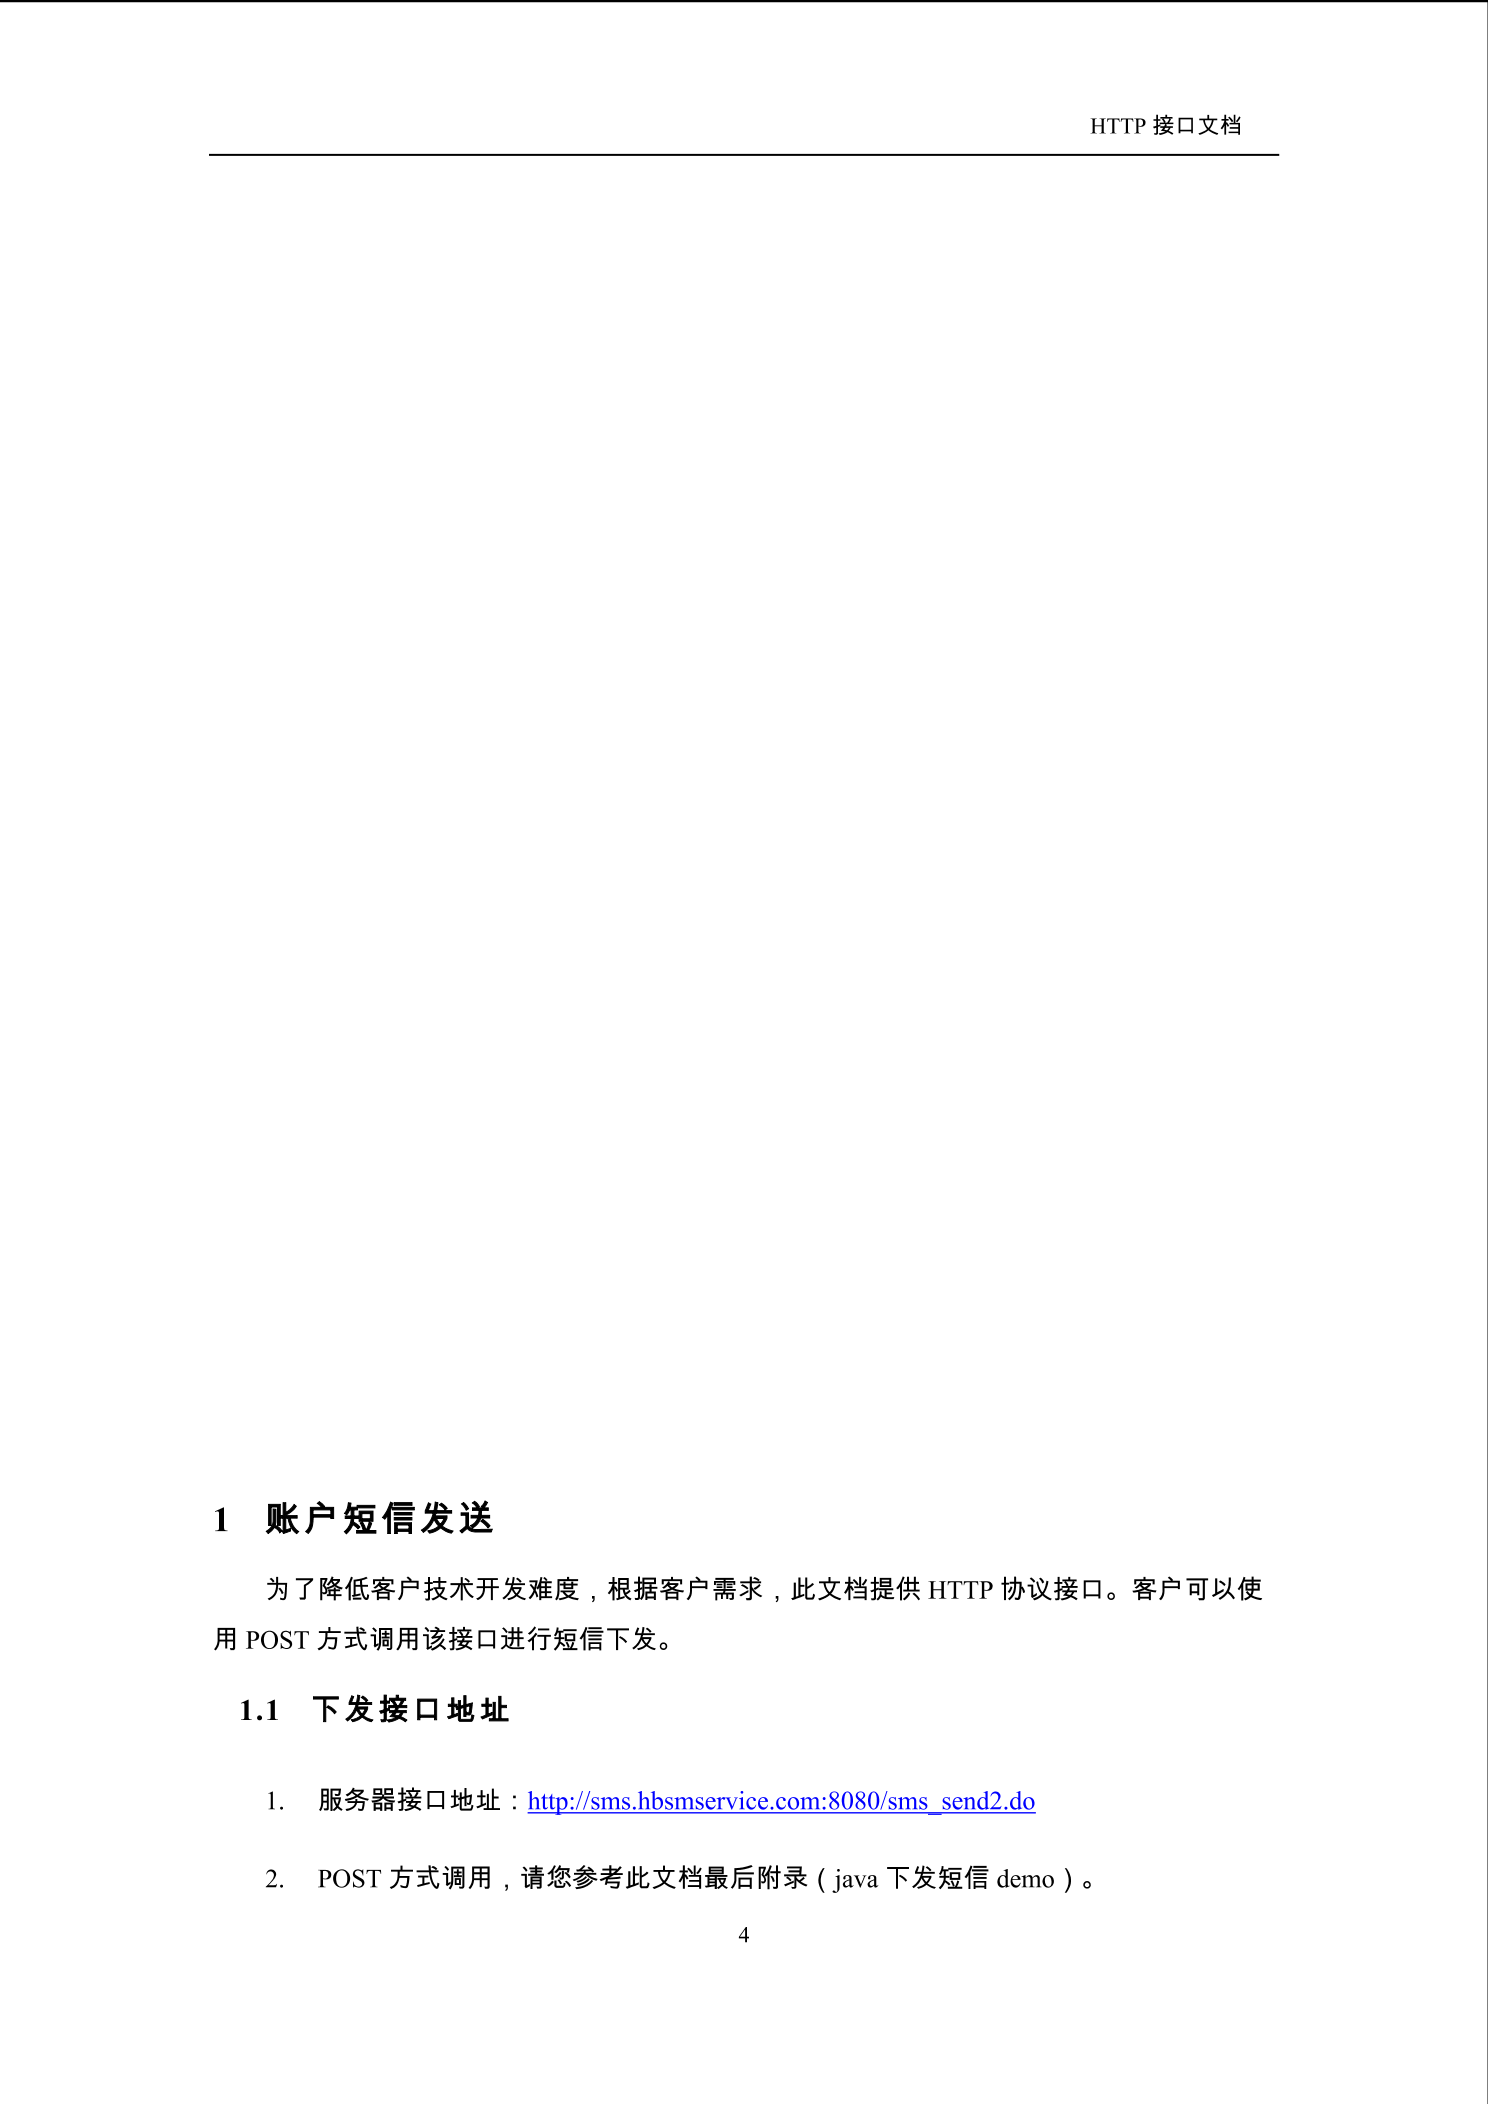 HTTP 接口文档
1 账户短信发送
为了降低客户技术开发难度，根据客户需求，此文档提供 HTTP 协议接口。客户可以使
用 POST 方式调用该接口进行短信下发。
1.1 下发接口地址
1. 服务器接口地址：http://sms.hbsmservice.com:8080/sms_send2.do
2. POST 方式调用，请您参考此文档最后附录（java 下发短信 demo）。
4